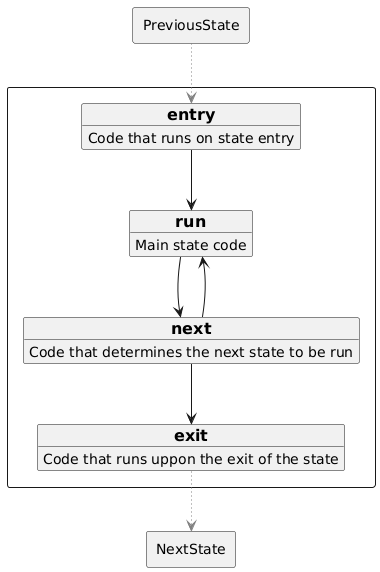 PreviousState
entry
Code that runs on state entry
run
Main state code
next
Code that determines the next state to be run
exit
Code that runs uppon the exit of the state
NextState